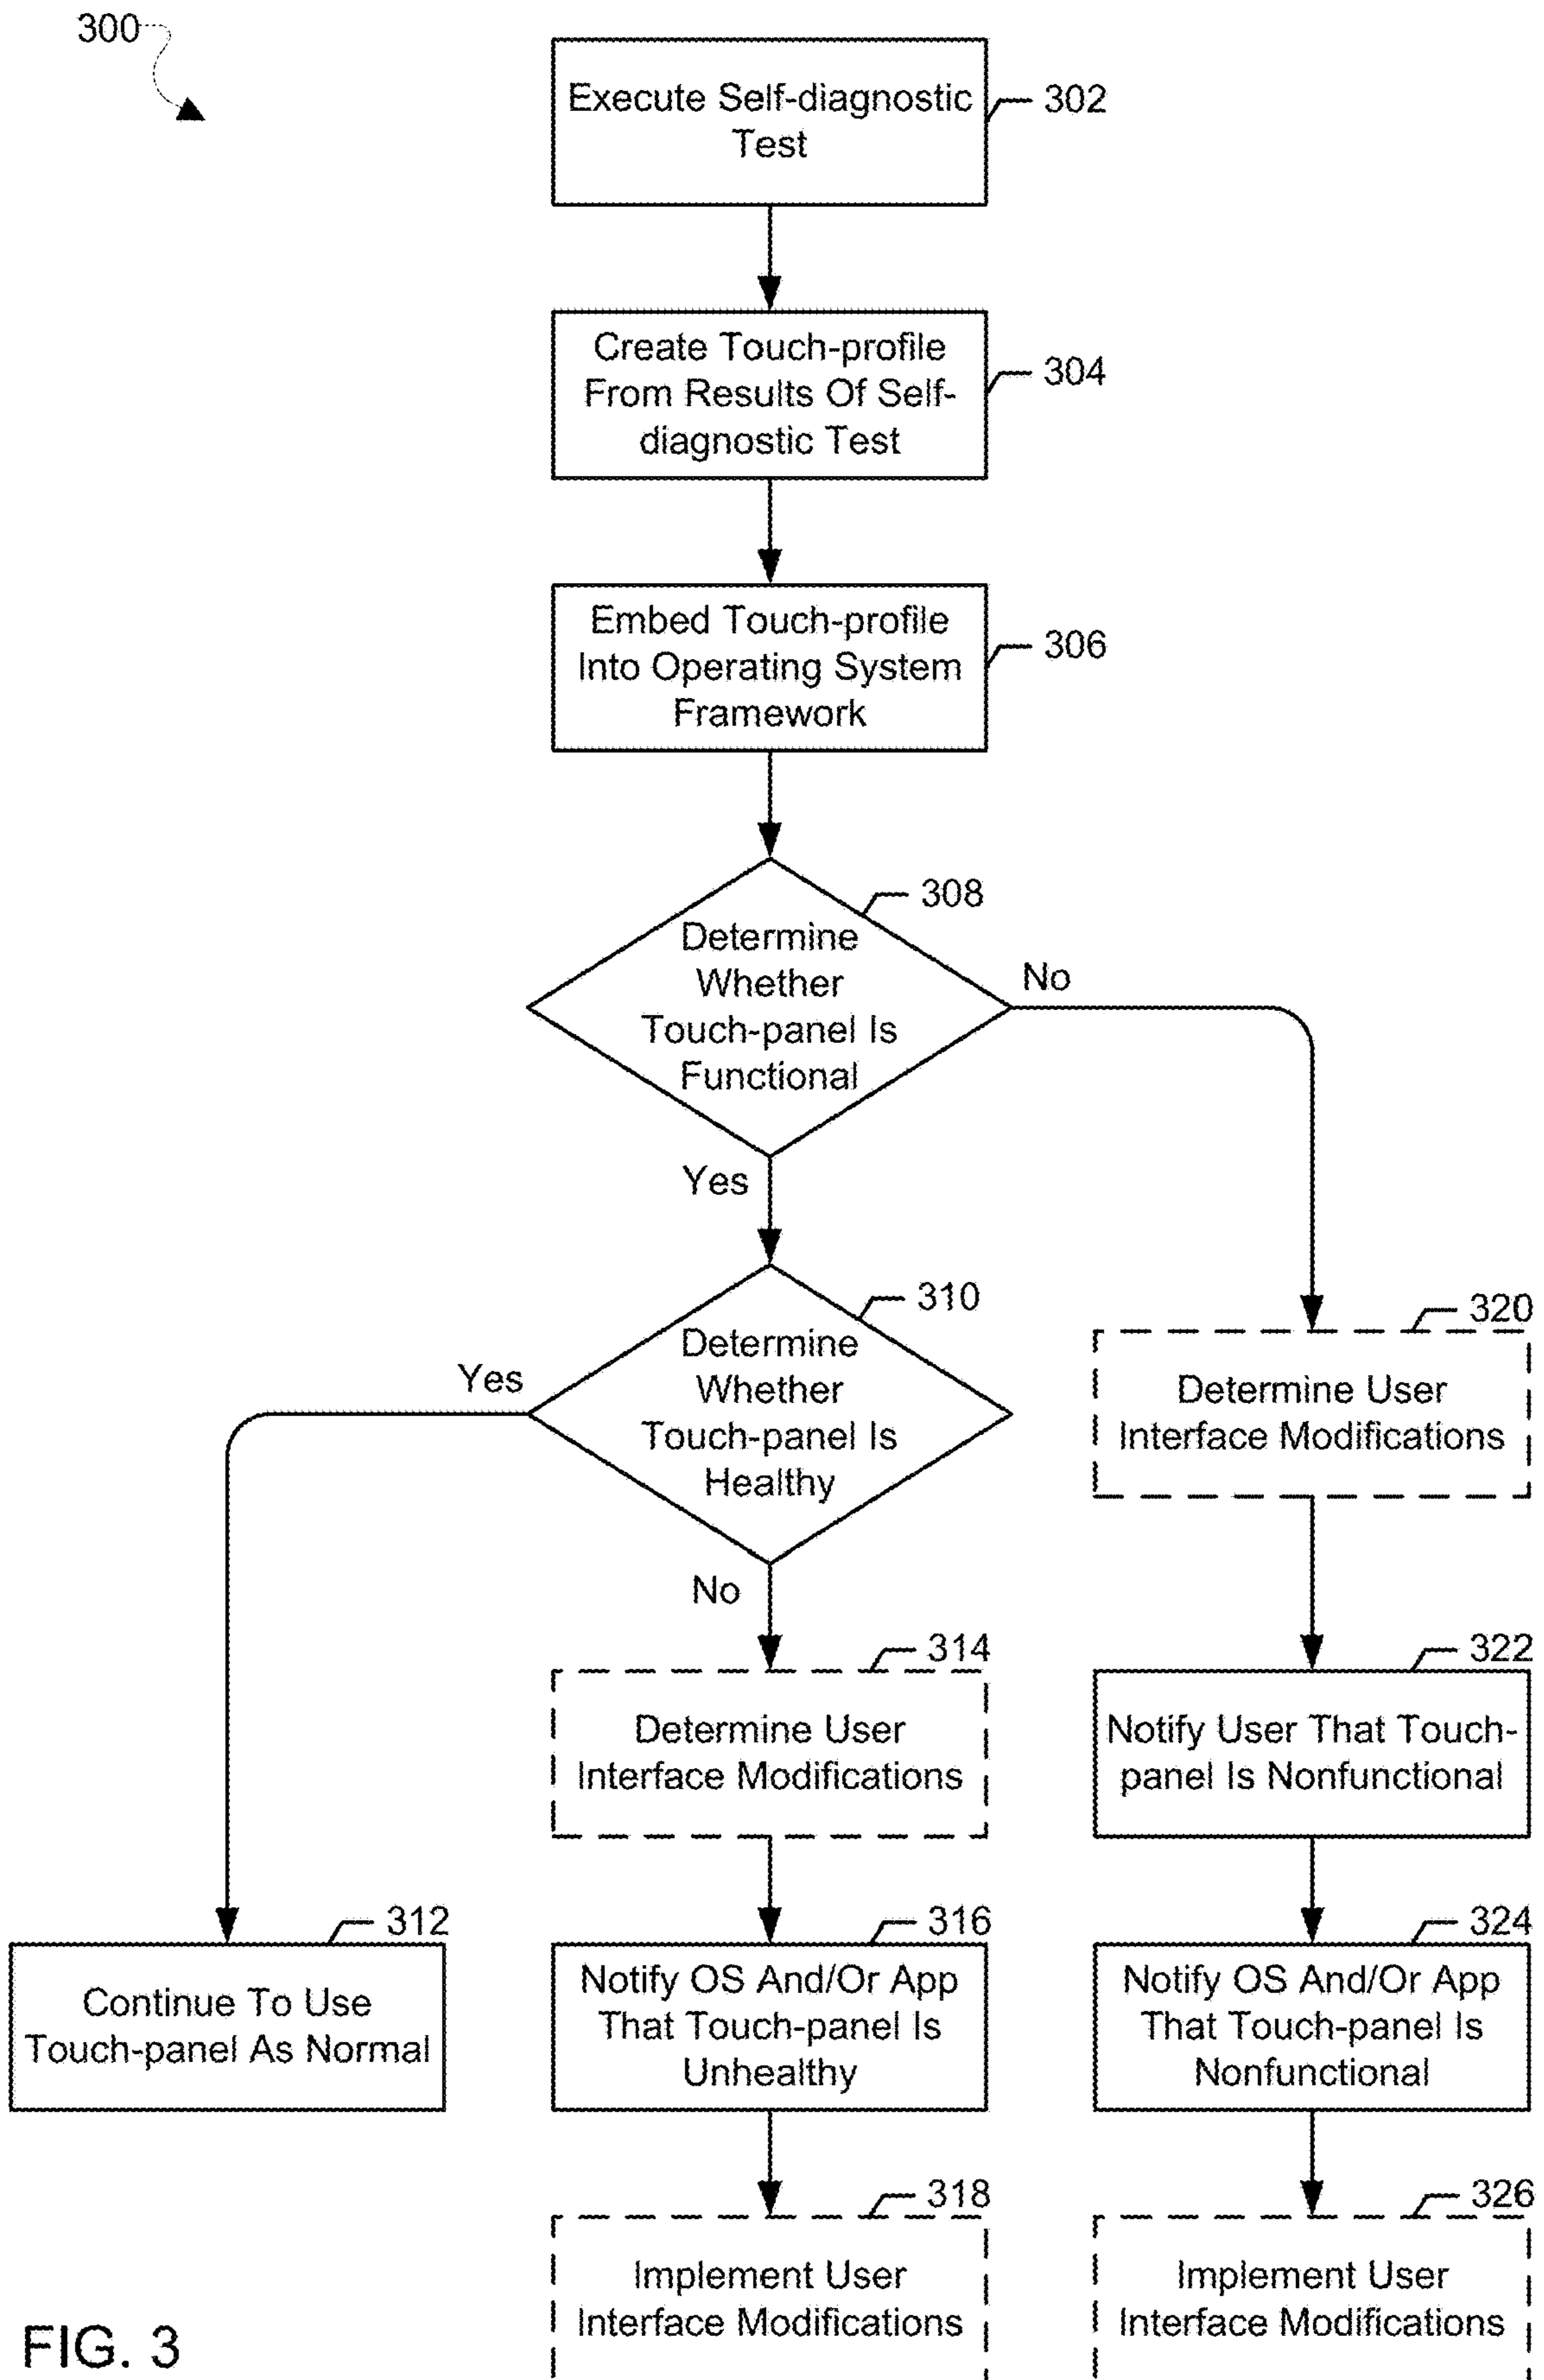 300
Execute Self-diagnostic
Test
302
Create Touch-profile
From Results Of Self-
diagnostic Test
304
Embed Touch-profile
Into Operating System
Framework
306
308
Determine
Whether
Touch-panel Is
Functional
No
Yes
310
Determine
Whether
Touch-panel Is
Healthy
Yes
No
320
Determine User
Interface Modifications
314
Determine User
Interface Modifications
322
Notify User That Touch-
panel Is Nonfunctional
312
Continue To Use
Touch-panel As Normal
316
Notify OS And/Or App
That Touch-panel Is
Unhealthy
324
Notify OS And/Or App
That Touch-panel Is
Nonfunctional
318
Implement User
Interface Modifications
326
Implement User
Interface Modifications
FIG. 3